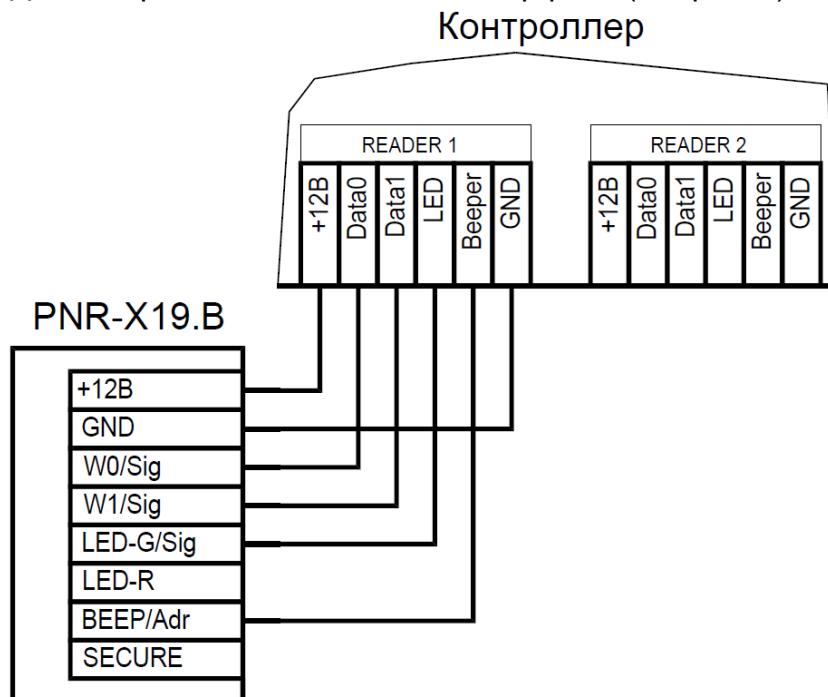 Контроллер
READER 1
READER 2
+12В
Data0
Data1
LED
Beeper
GND
+12В
Data0
Data1
LED
Beeper
GND
PNR-X19.B
+12В
GND
W0/Sig
W1/Sig
LED-G/Sig
LED-R
BEEP/Adr
SECURE